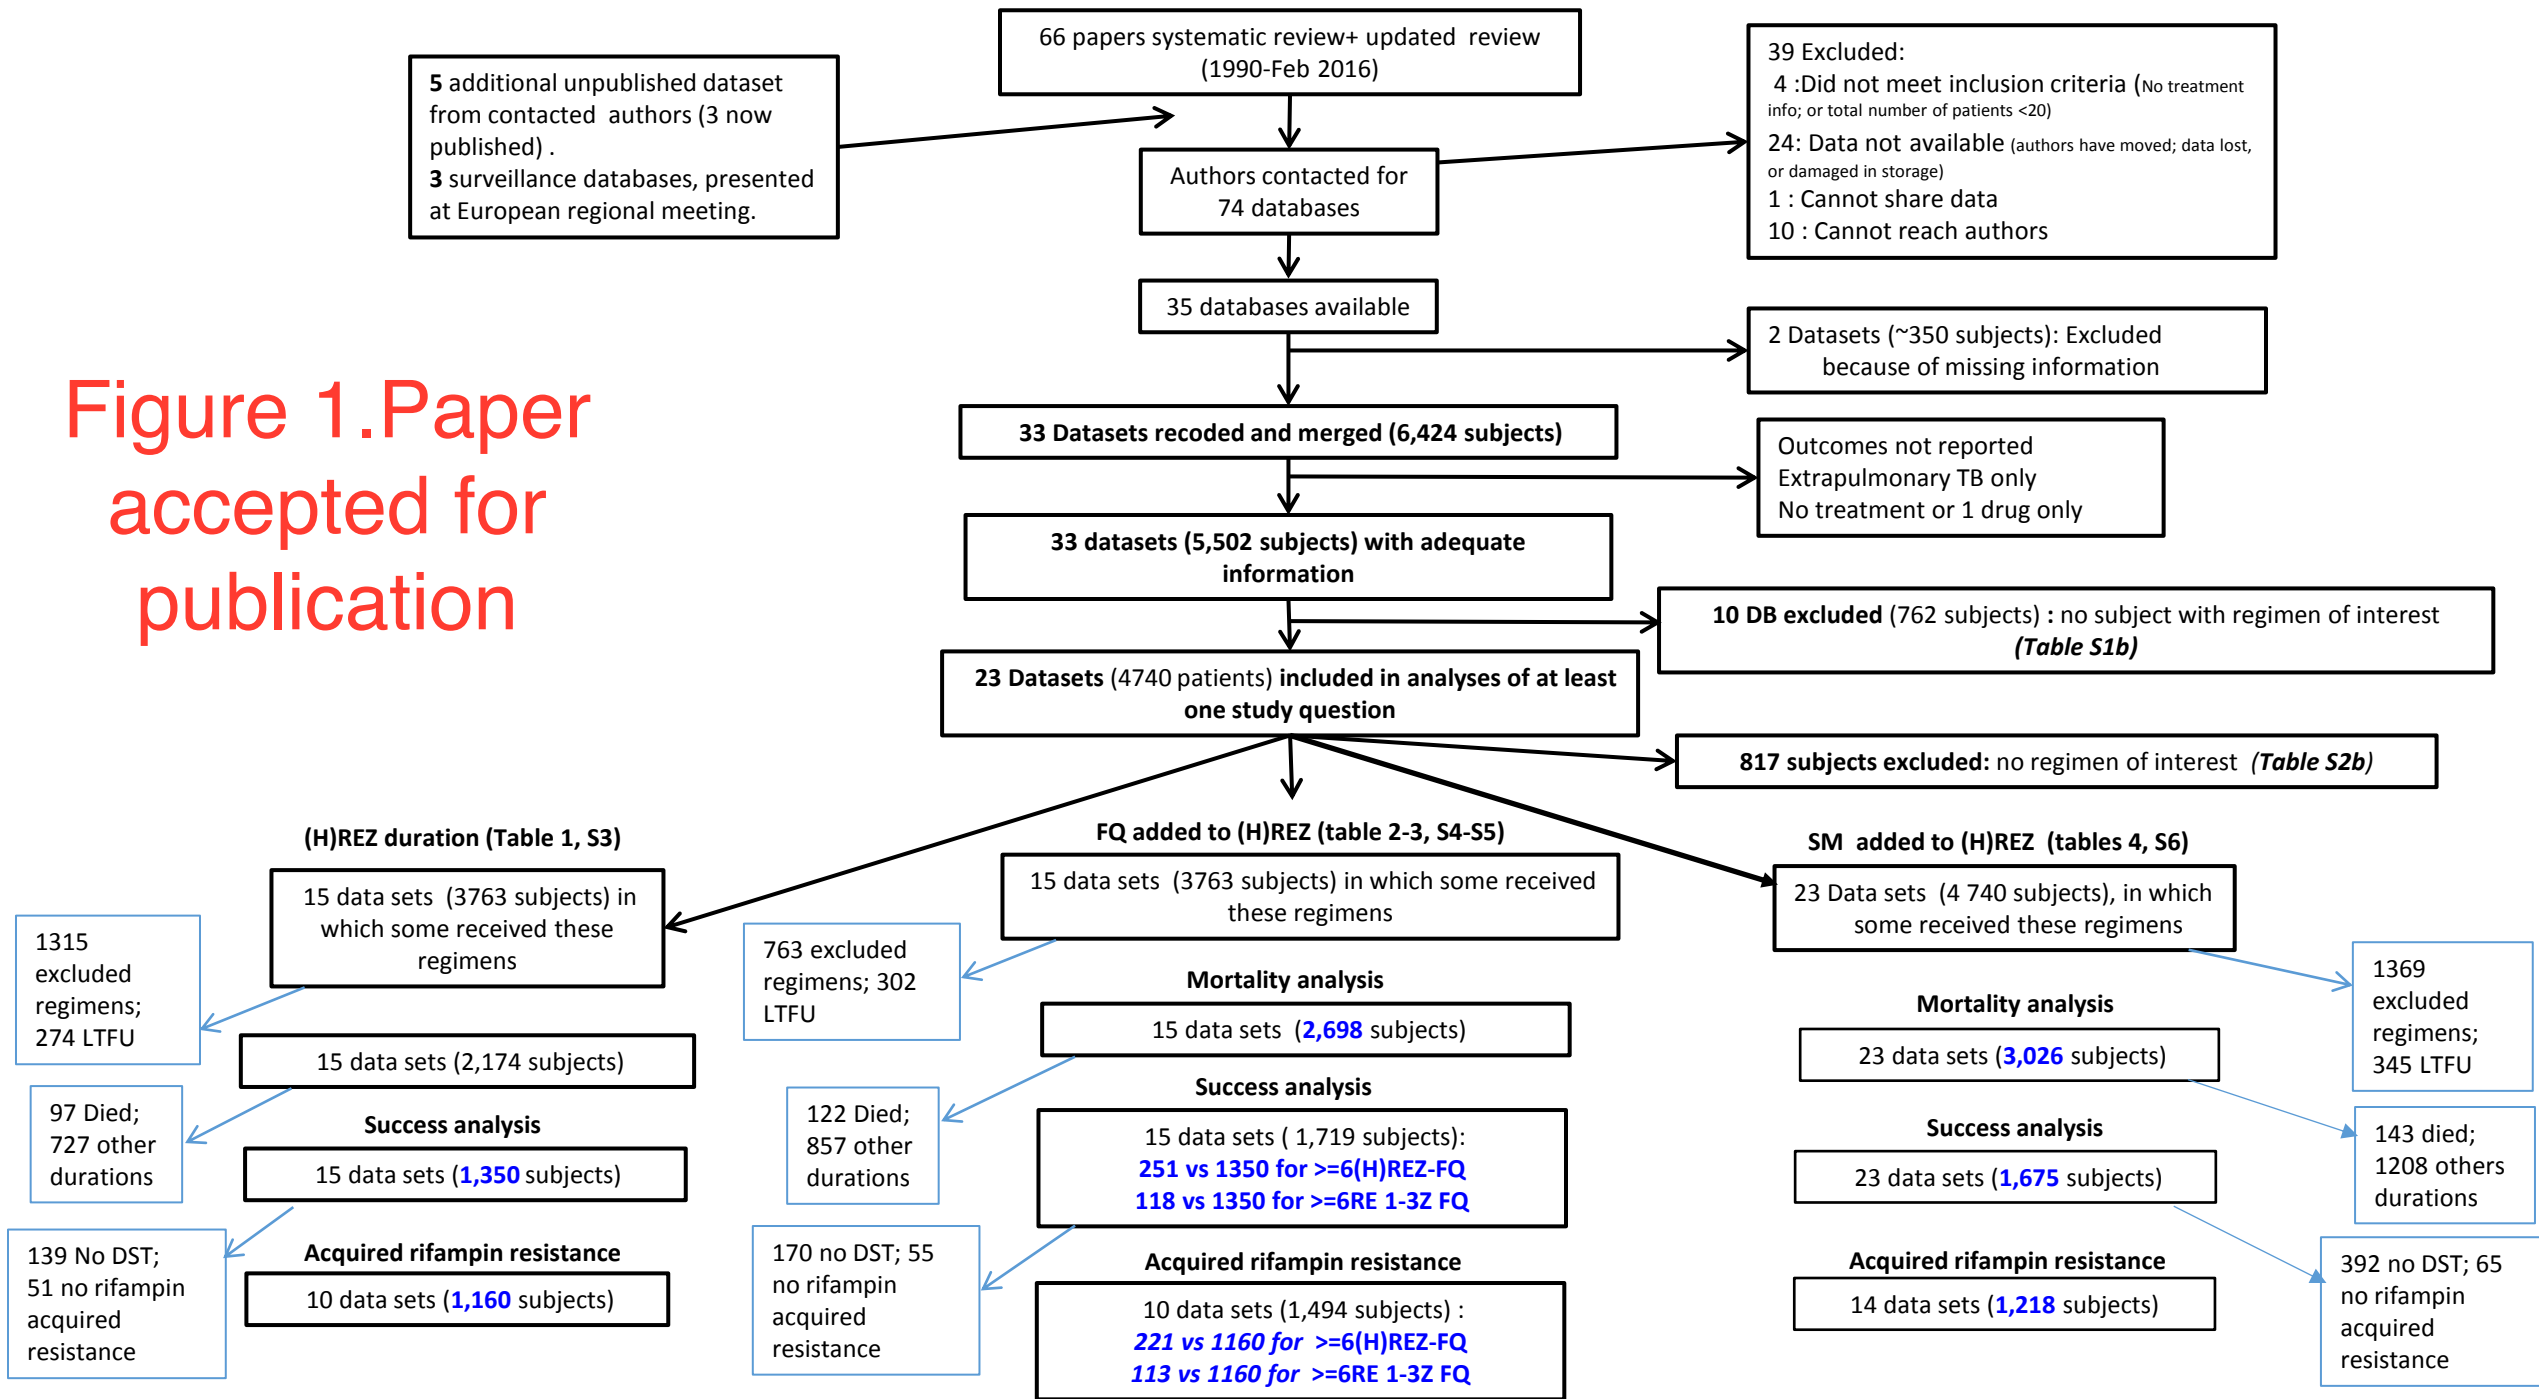 66 papers systematic review+ updated review
(1990-Feb 2016)
5 additional unpublished dataset
from contacted authors (3 now
published) .
3 surveillance databases, presented
at European regional meeting.
39 Excluded:
4 :Did not meet inclusion criteria (No treatment
info; or total number of patients <20)
24: Data not available (authors have moved; data lost,
or damaged in storage)
1 : Cannot share data
10 : Cannot reach authors
Authors contacted for
74 databases
35 databases available
2 Datasets (~350 subjects): Excluded
because of missing information
Figure 1.Paper
accepted for
publication
33 Datasets recoded and merged (6,424 subjects)
Outcomes not reported
Extrapulmonary TB only
No treatment or 1 drug only
33 datasets (5,502 subjects) with adequate
information
10 DB excluded (762 subjects) : no subject with regimen of interest
(Table S1b)
23 Datasets (4740 patients) included in analyses of at least
one study question
817 subjects excluded: no regimen of interest (Table S2b)
(H)REZ duration (Table 1, S3)
15 data sets (3763 subjects) in
which some received these
regimens
1315
excluded
regimens;
274 LTFU
15 data sets (2,174 subjects)
97 Died;
727 other
durations
Success analysis
15 data sets (1,350 subjects)
139 No DST;
51 no rifampin
acquired
resistance
Acquired rifampin resistance
10 data sets (1,160 subjects)
FQ added to (H)REZ (table 2-3, S4-S5)
15 data sets (3763 subjects) in which some received
these regimens
763 excluded
regimens; 302
LTFU
Mortality analysis
15 data sets (2,698 subjects)
122 Died;
857 other
durations
Success analysis
15 data sets ( 1,719 subjects):
251 vs 1350 for >=6(H)REZ-FQ
118 vs 1350 for >=6RE 1-3Z FQ
170 no DST; 55
no rifampin
acquired
resistance
Acquired rifampin resistance
10 data sets (1,494 subjects) :
221 vs 1160 for >=6(H)REZ-FQ
113 vs 1160 for >=6RE 1-3Z FQ
SM added to (H)REZ (tables 4, S6)
23 Data sets (4 740 subjects), in which
some received these regimens
1369
excluded
regimens;
345 LTFU
Mortality analysis
23 data sets (3,026 subjects)
143 died;
1208 others
durations
Success analysis
23 data sets (1,675 subjects)
392 no DST; 65
no rifampin
acquired
resistance
Acquired rifampin resistance
14 data sets (1,218 subjects)